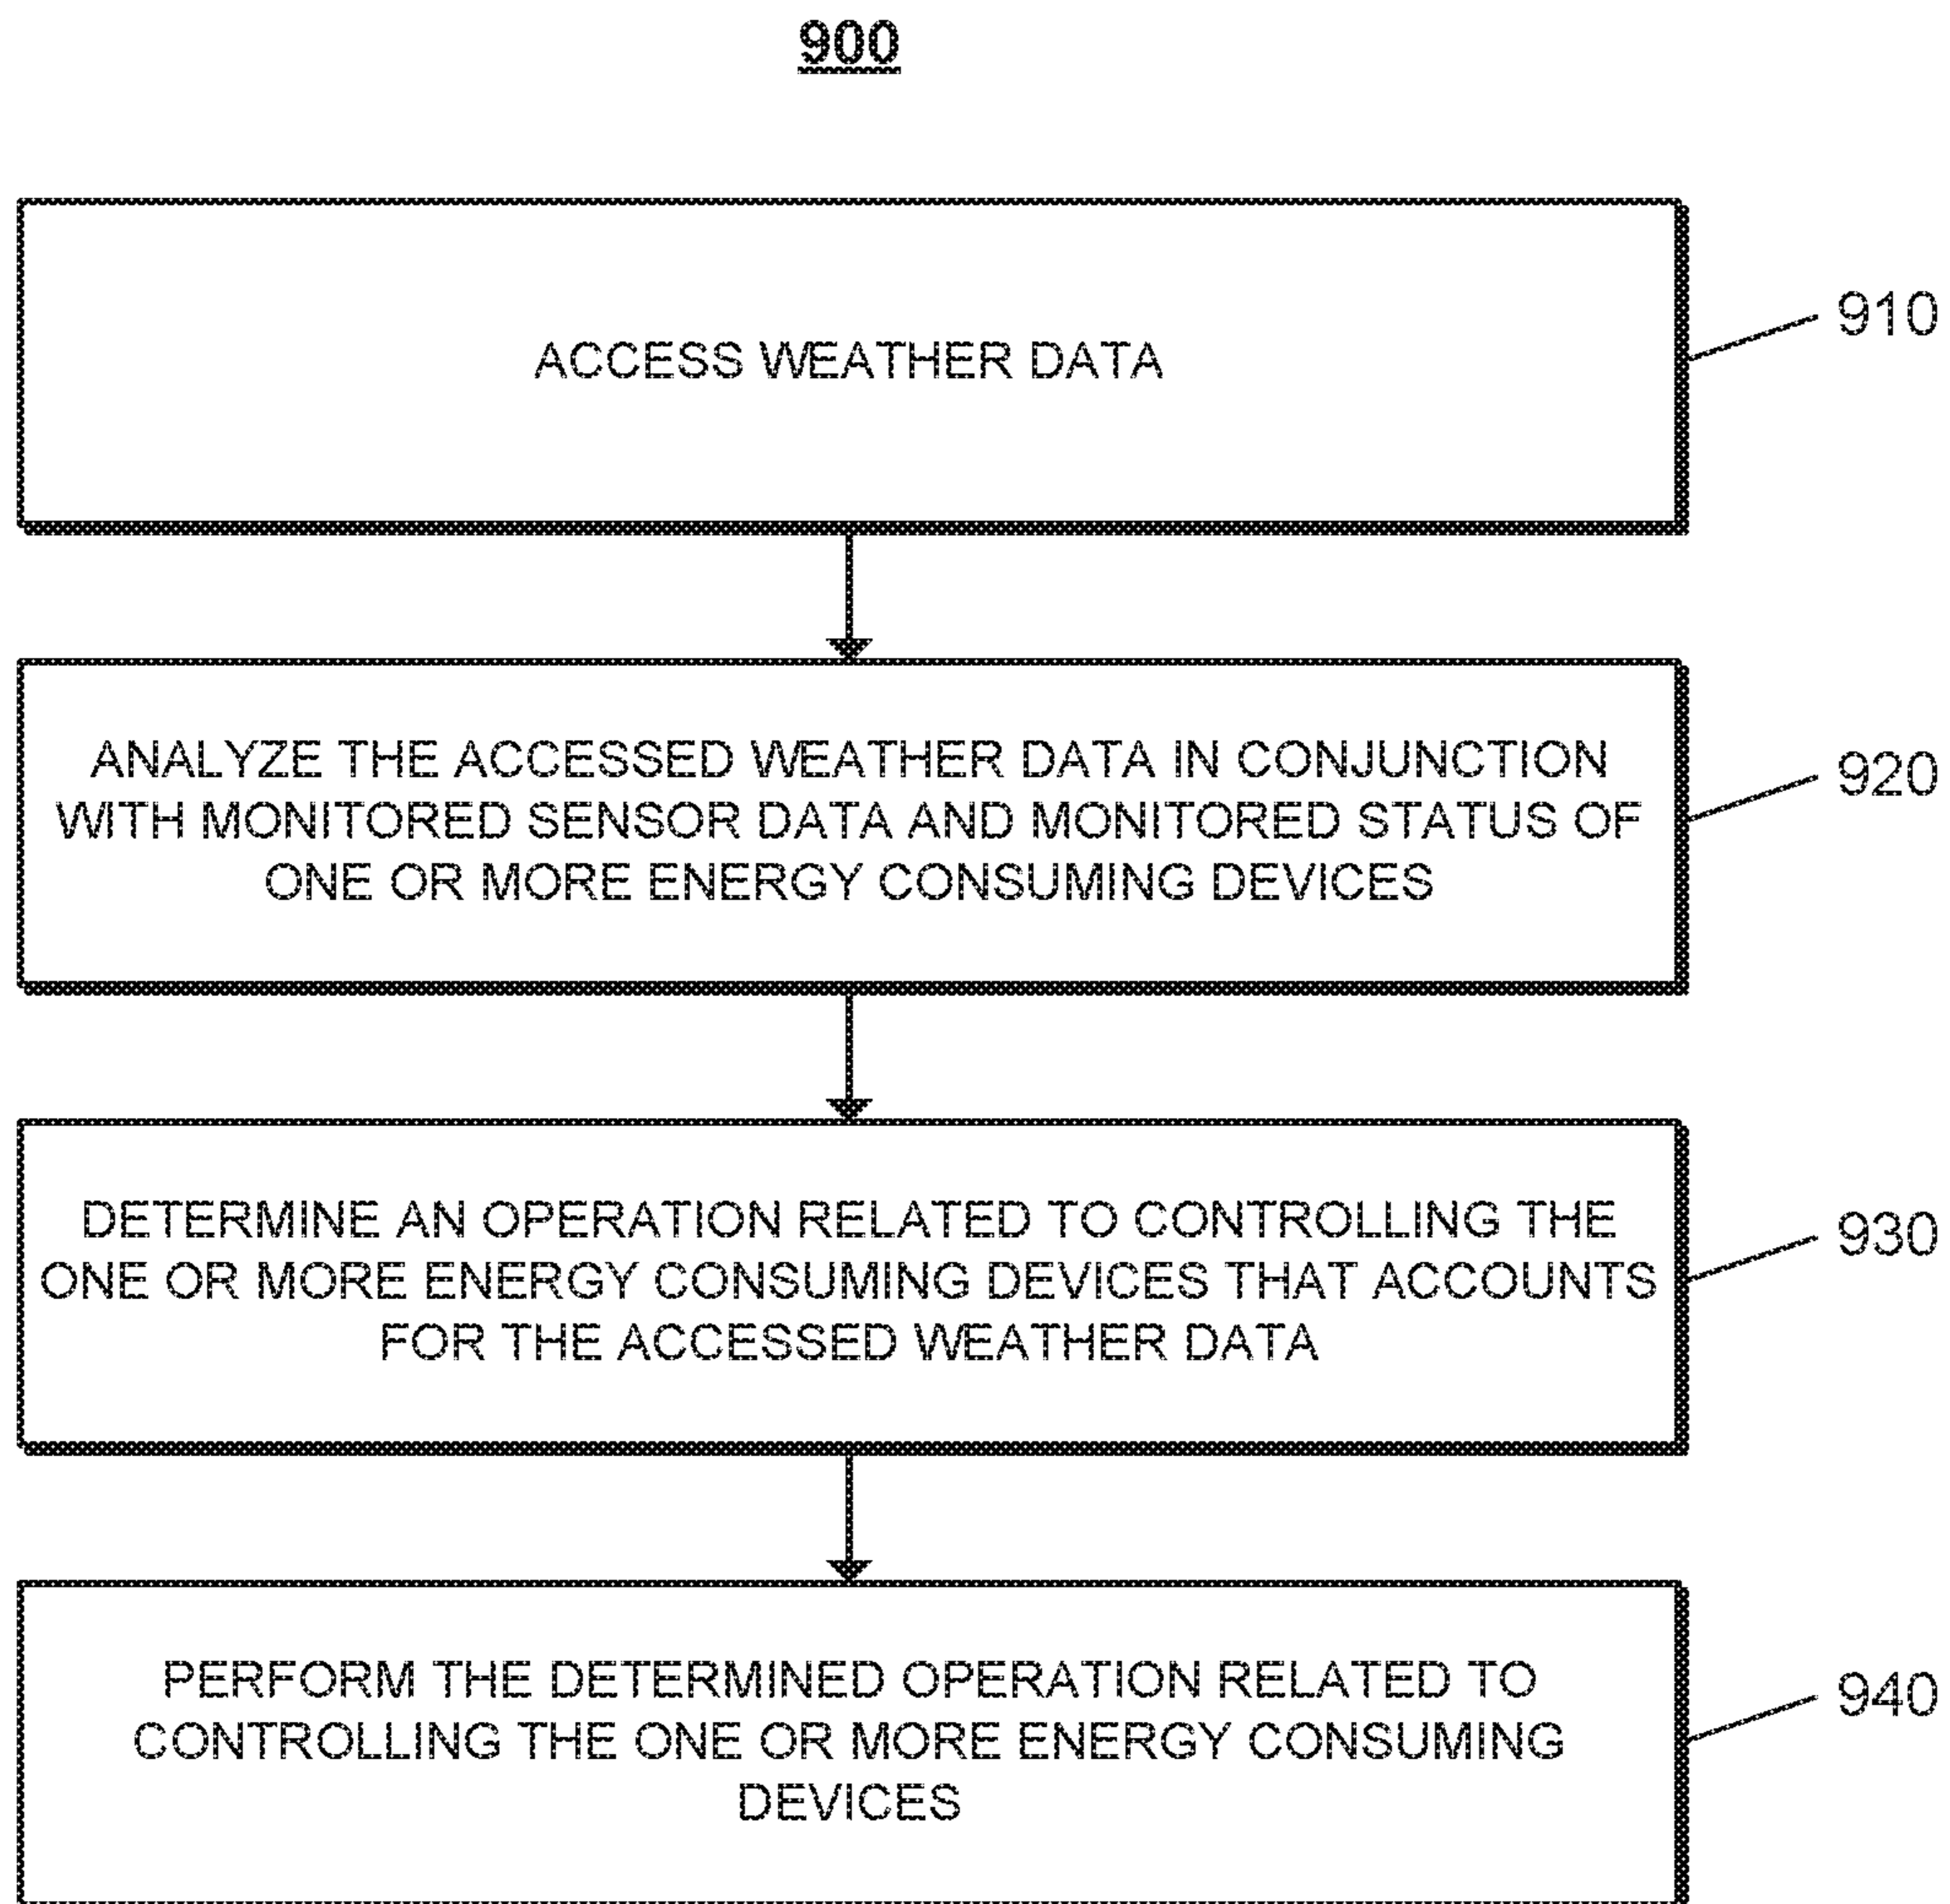 900
ACCESS WEATHER DATA
910
ANALYZE THE ACCESSED WEATHER DATA IN CONJUNCTION
WITH MONITORED SENSOR DATA AND MONITORED STATUS OF
ONE OR MORE ENERGY CONSUMING DEVICES
920
DETERMINE AN OPERATION RELATED TO CONTROLLING THE
ONE OR MORE ENERGY CONSUMING DEVICES THAT ACCOUNTS
FOR THE ACCESSED WEATHER DATA
930
PERFORM THE DETERMINED OPERATION RELATED TO
CONTROLLING THE ONE OR MORE ENERGY CONSUMING
DEVICES
940